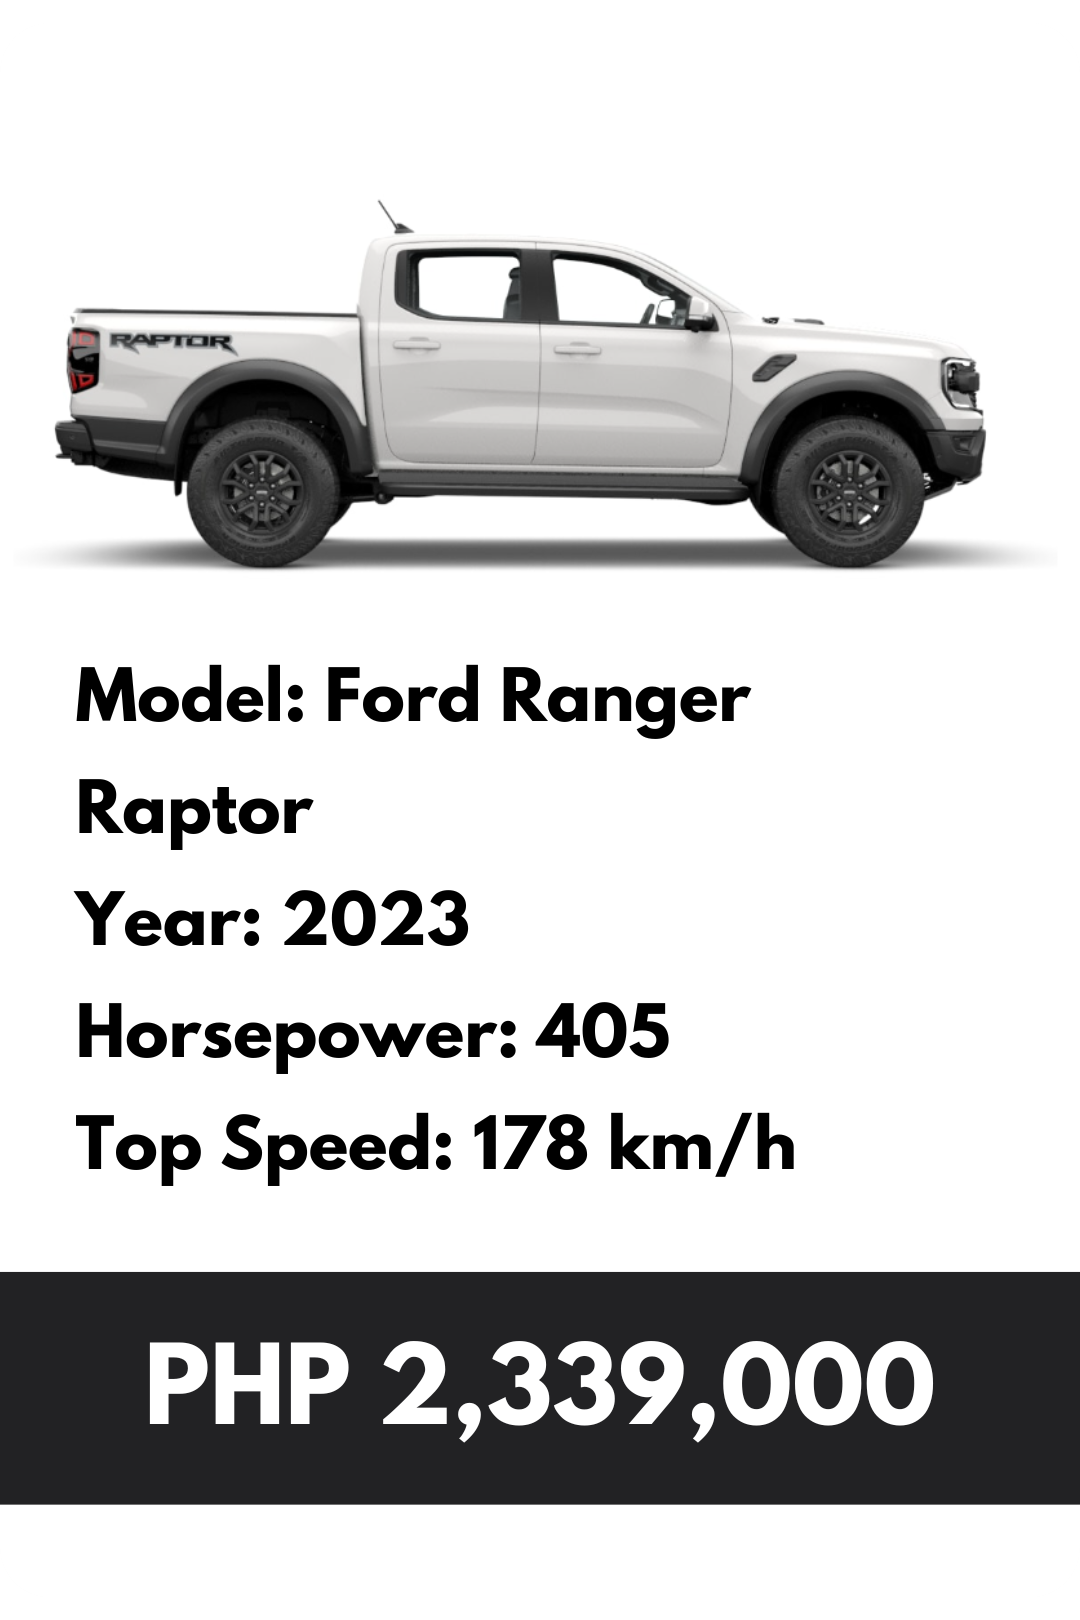 RAPTOR
Model: Ford Ranger
Raptor
Year: 2023
Horsepower: 405
Top Speed: 178 km/h
PHP 2,339,000